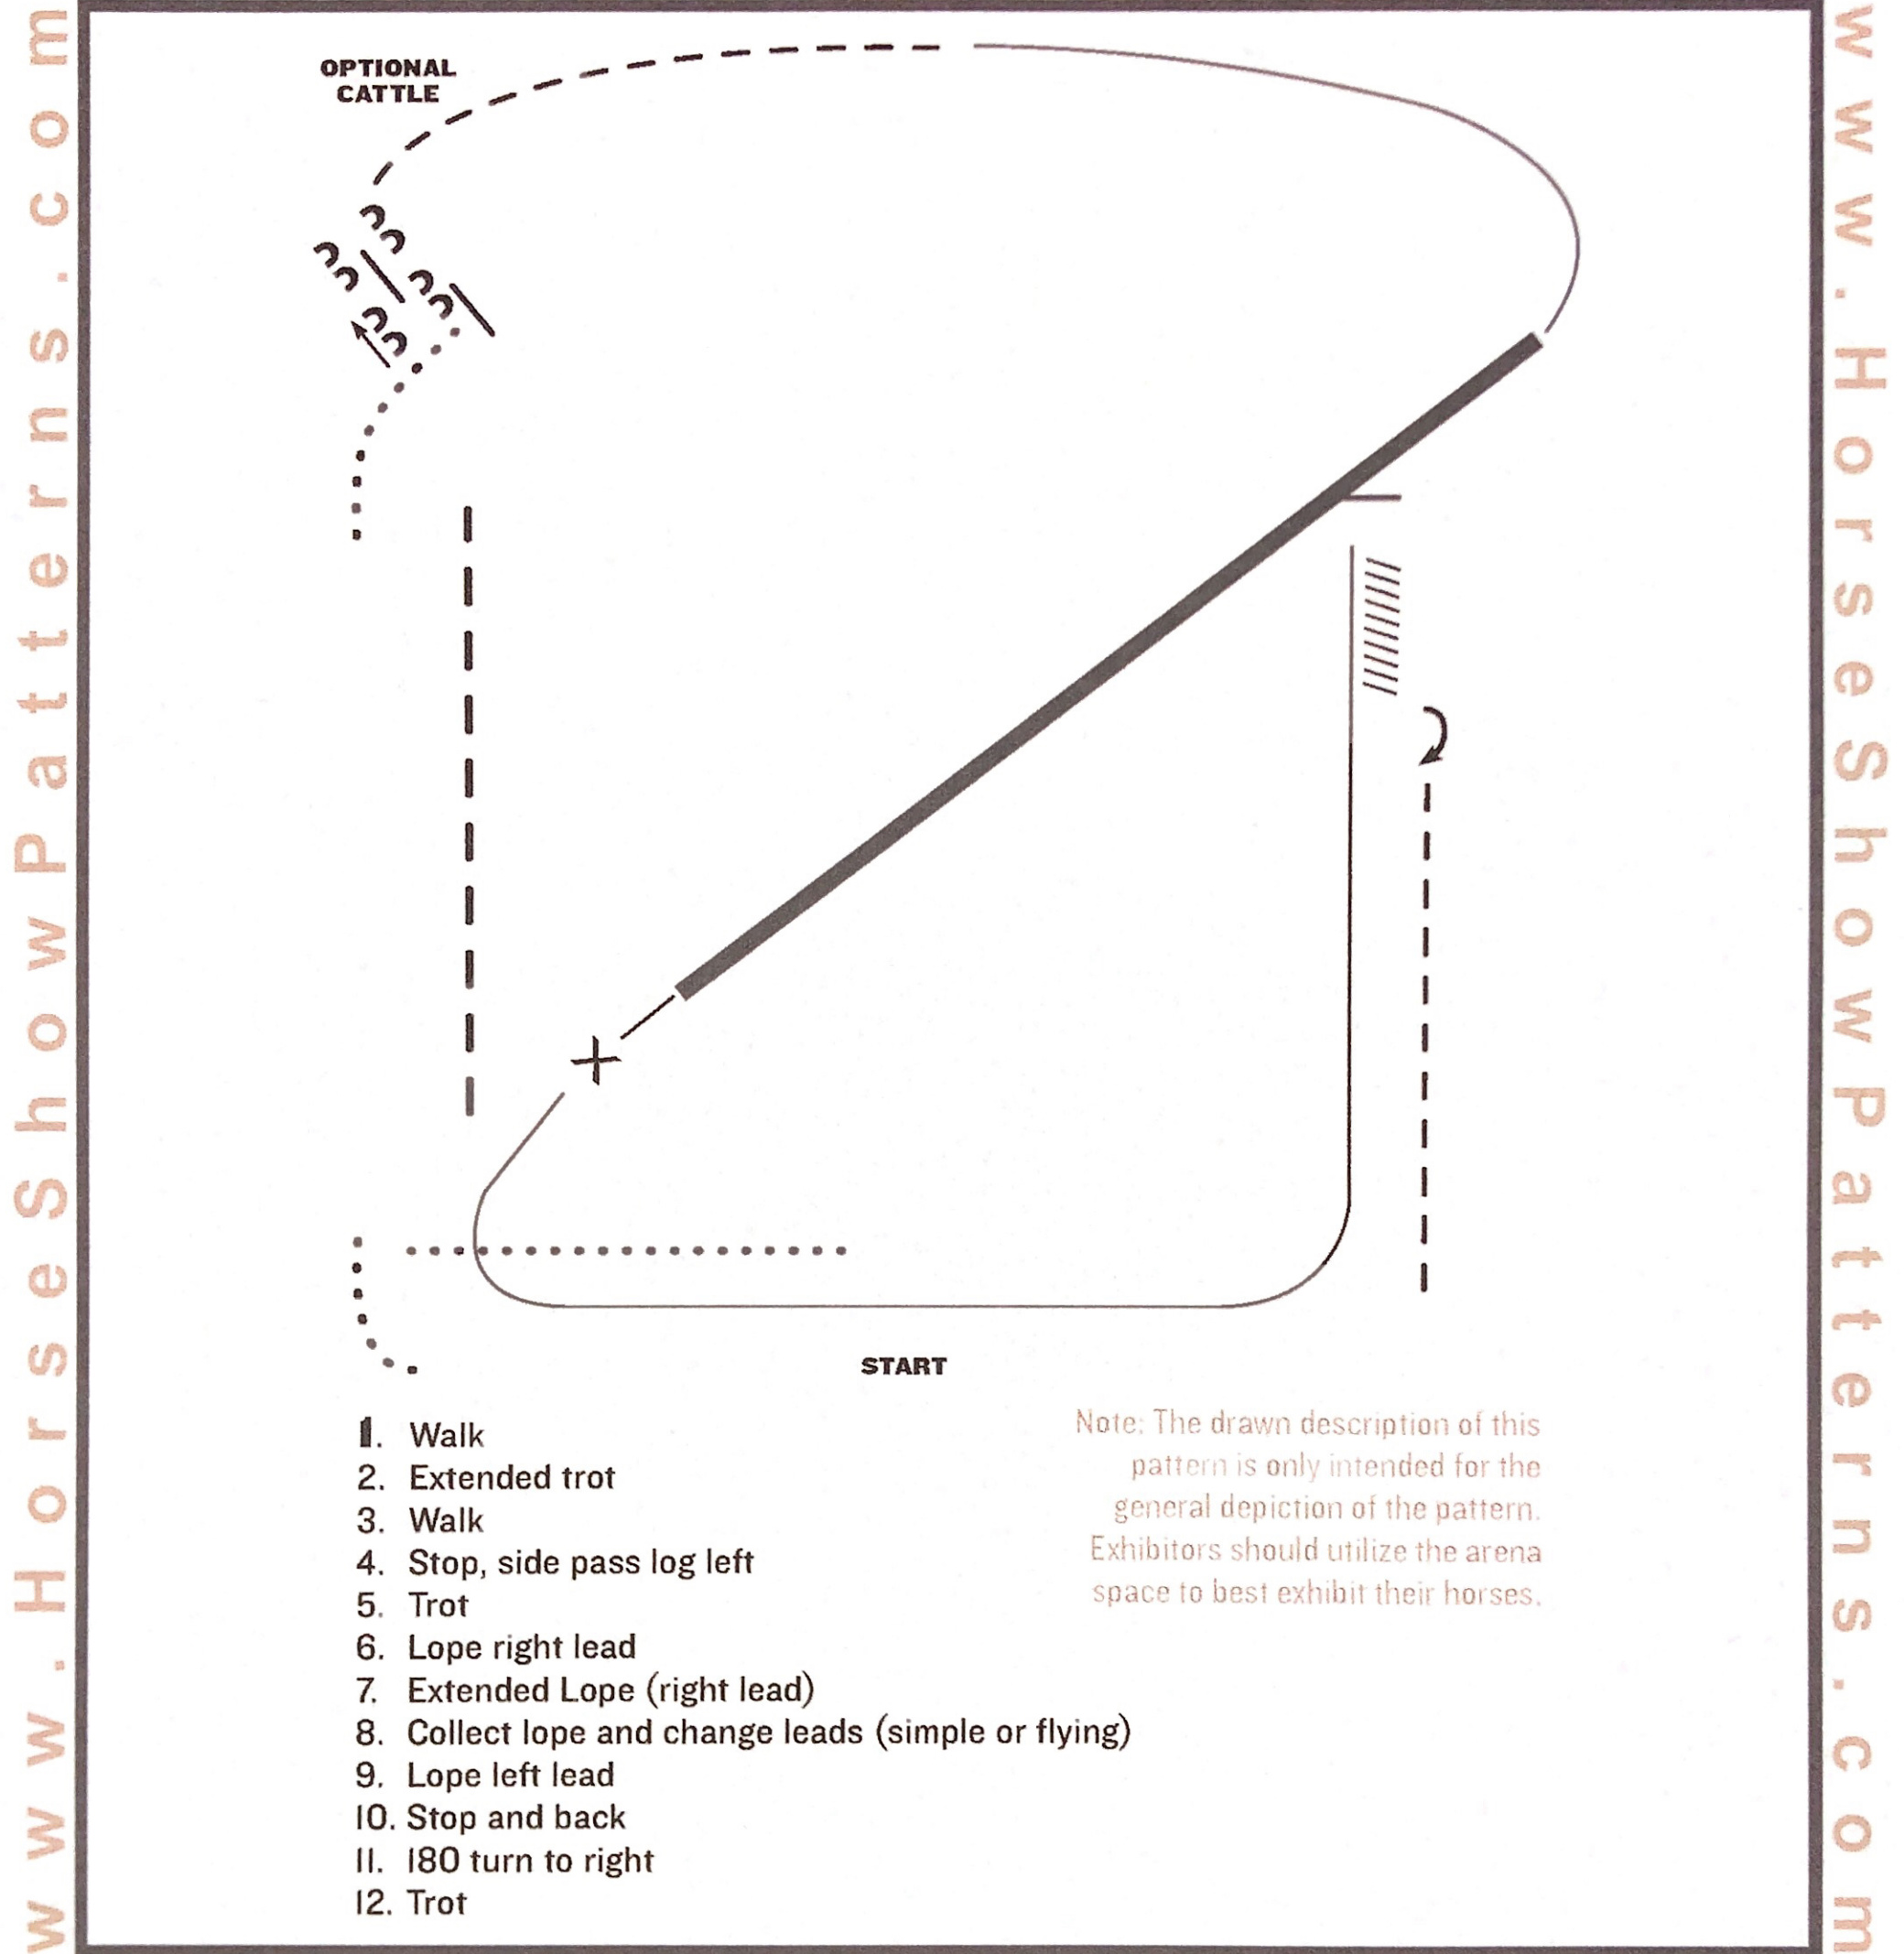 www.HorseShowPatterns.com
OPTIONAL
CATTLE
START
1. Walk
2. Extended trot
3. Walk
4. Stop, side pass log left
5. Trot
6. Lope right lead
7. Extended Lope (right lead)
8. Collect lope and change leads (simple or flying)
9. Lope left lead
10. Stop and back
11. 180 turn to right
12. Trot
Note: The drawn description of this
pattern is only intended for the
general depiction of the pattern.
Exhibitors should utilize the arena
space to best exhibit their horses.
www.HorseShowPatterns.com